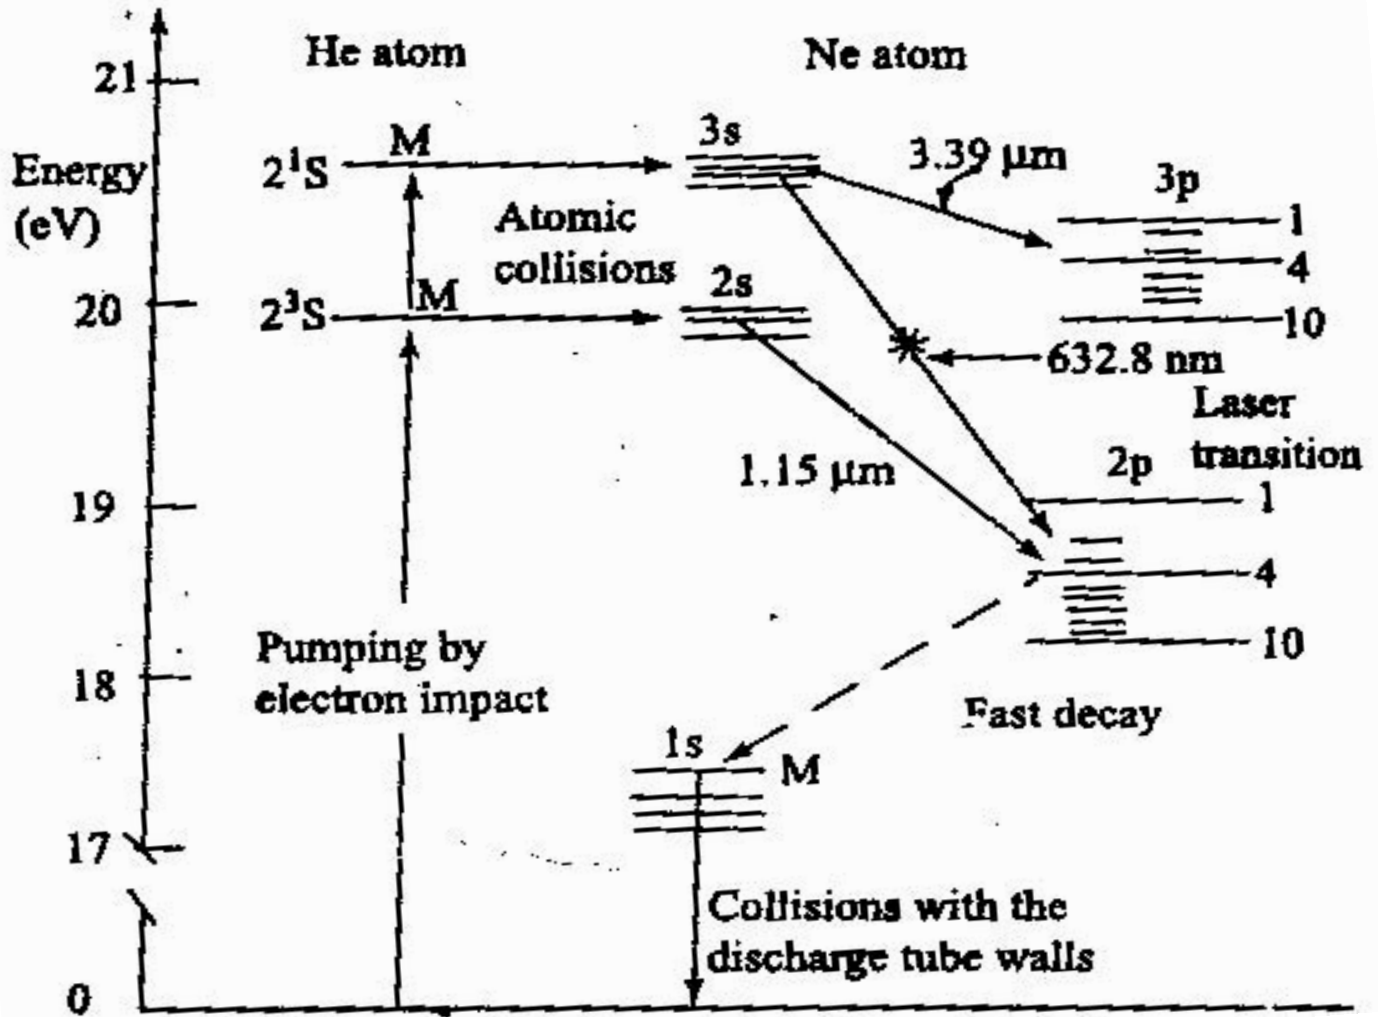 He atom
Ne atom
21
Energy
(eV)
2¹S
M
3s
3.39 μm
3p
1
4
10
Atomic
collisions
20
2³S
M
2s
632.8 nm
Laser
transition
1.15 μm
2p
1
4
10
19
Pumping by
electron impact
18
Fast decay
1s
M
17
Collisions with the
discharge tube walls
0